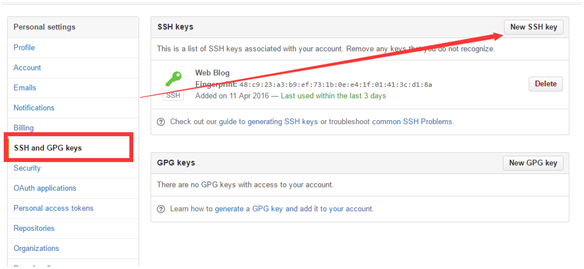 Personal settings
Profile
Account
Emails
Notifications
Billing
SSH and GPG keys
Security
OAuth applications
Personal access tokens
Repositories
Organizations
SSH keys
New SSH key
This is a list of SSH keys associated with your account. Remove any keys that you do not recognize.
Web Blog
Fingerprint: 48:c9:23:a3:b9:ef:73:1b:0e:e4:1f:01:41:3c:d1:8a
SSH
Added on 11 Apr 2016 — Last used within the last 3 days
Delete
Check out our guide to generating SSH keys or troubleshoot common SSH Problems.
GPG keys
New GPG key
There are no GPG keys with access to your account.
Learn how to generate a GPG key and add it to your account.